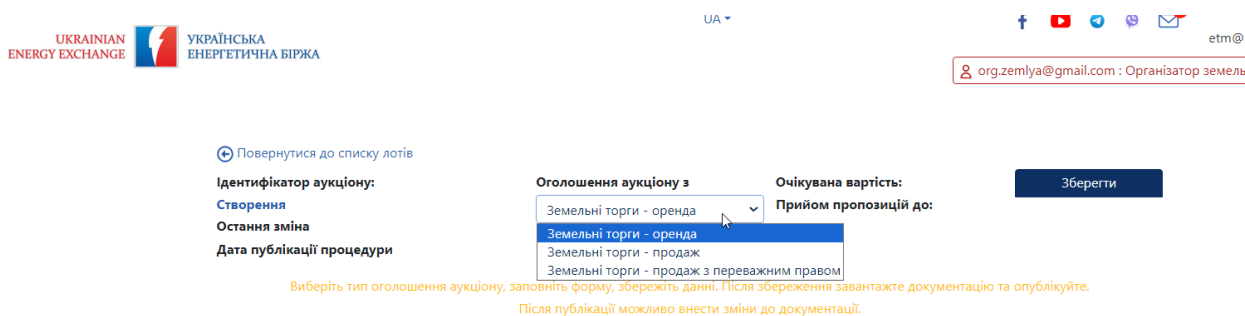 UA
UKRAINIAN
ENERGY EXCHANGE
УКРАЇНСЬКА
ЕНЕРГЕТИЧНА БІРЖА
etm@
org.zemlya@gmail.com : Організатор земель
Повернутися до списку лотів
Ідентифікатор аукціону:
Створення
Остання зміна
Дата публікації процедури
Оголошення аукціону з
Земельні торги - оренда
Земельні торги - оренда
Земельні торги - продаж
Земельні торги - продаж з переважним правом
Очікувана вартість:
Прийом пропозицій до:
Зберегти
Виберіть тип оголошення аукціону, заповніть форму, збережіть данні. Після збереження завантажте документацію та опублікуйте.
Після публікації можливо внести зміни до документації.